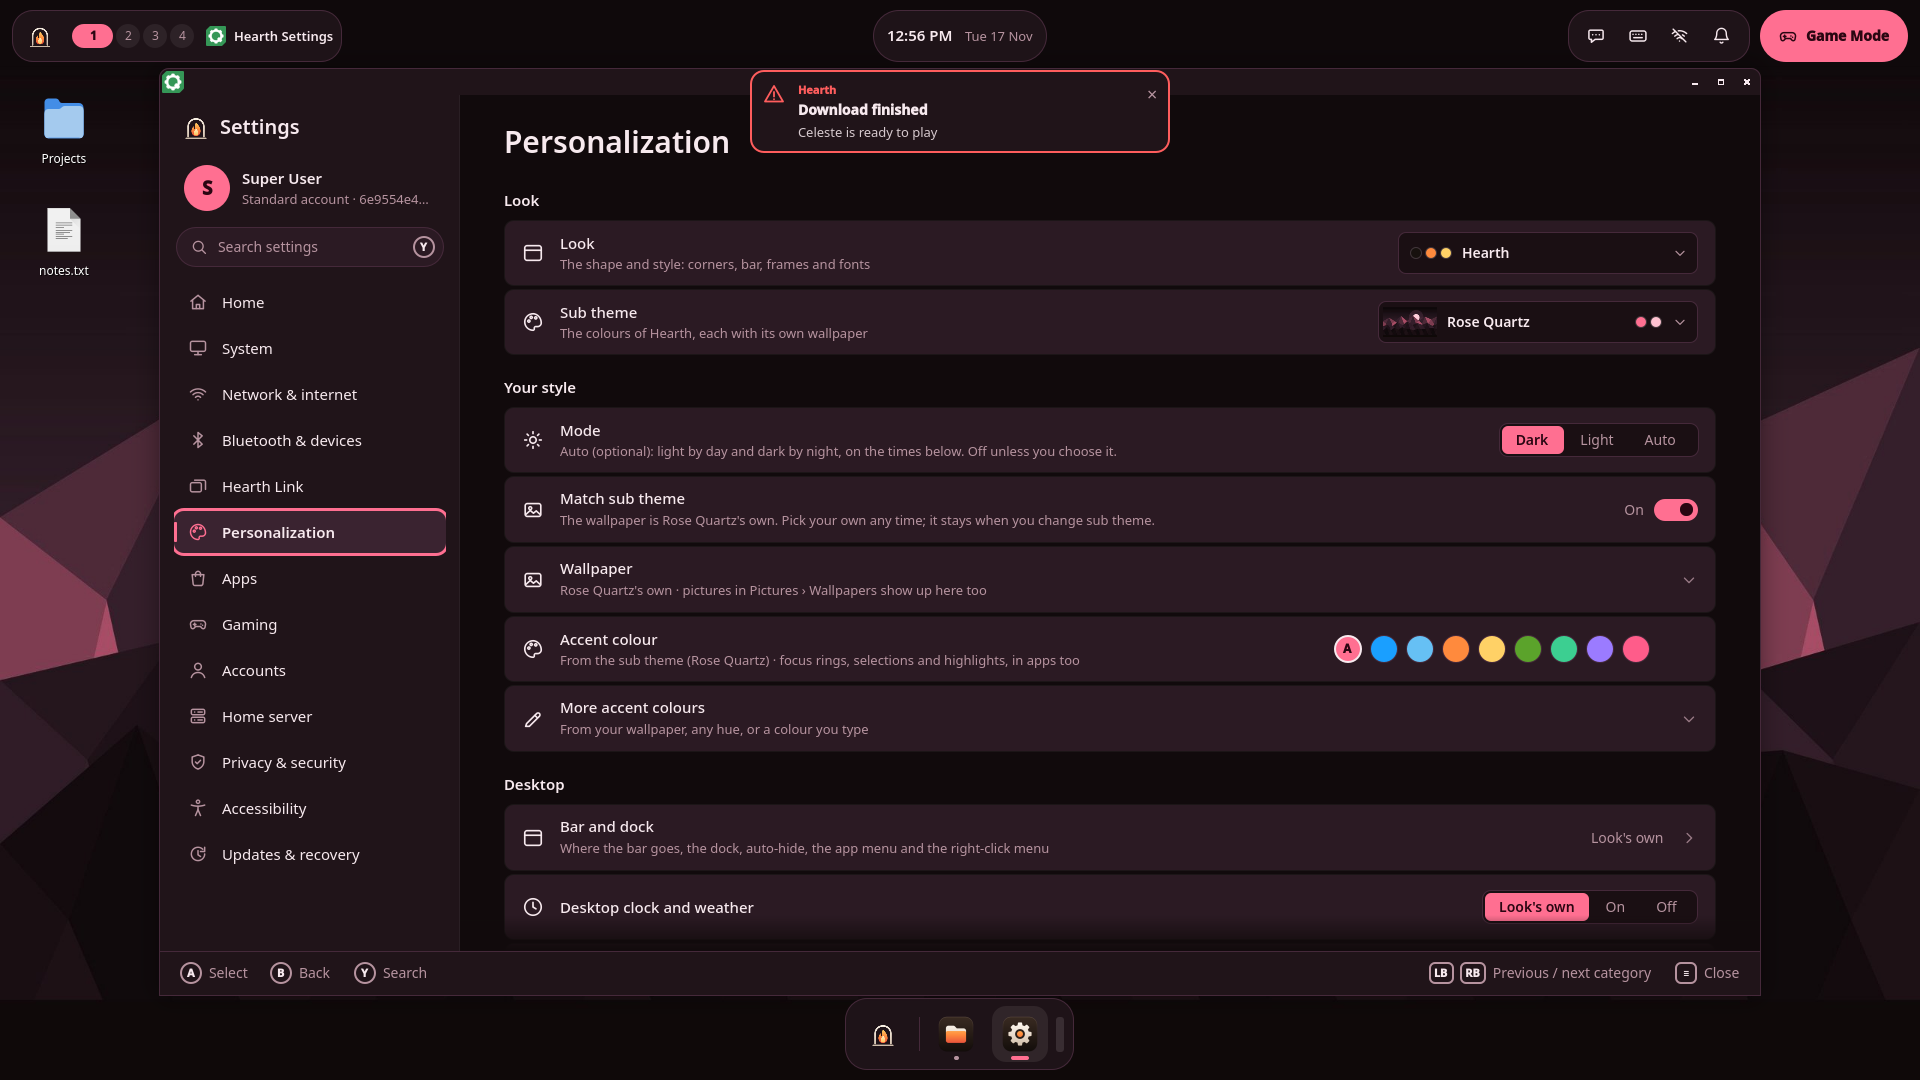 1 2 3 4 Hearth Settings
12:56 PM Tue 17 Nov
Game Mode
Projects
notes.txt
Settings
Super User
Standard account · 6e9554e4...
Search settings Y
Home
System
Network & internet
Bluetooth & devices
Hearth Link
Personalization
Apps
Gaming
Accounts
Home server
Privacy & security
Accessibility
Updates & recovery
Hearth
Download finished
Celeste is ready to play
Personalization
Look
Look
The shape and style: corners, bar, frames and fonts
Hearth
Sub theme
The colours of Hearth, each with its own wallpaper
Rose Quartz
Your style
Mode
Auto (optional): light by day and dark by night, on the times below. Off unless you choose it.
Dark Light Auto
Match sub theme
The wallpaper is Rose Quartz's own. Pick your own any time; it stays when you change sub theme.
On
Wallpaper
Rose Quartz's own · pictures in Pictures › Wallpapers show up here too
Accent colour
From the sub theme (Rose Quartz) · focus rings, selections and highlights, in apps too
A
More accent colours
From your wallpaper, any hue, or a colour you type
Desktop
Bar and dock
Where the bar goes, the dock, auto-hide, the app menu and the right-click menu
Look's own
Desktop clock and weather
Look's own On Off
A Select B Back Y Search
LB RB Previous / next category Close
S